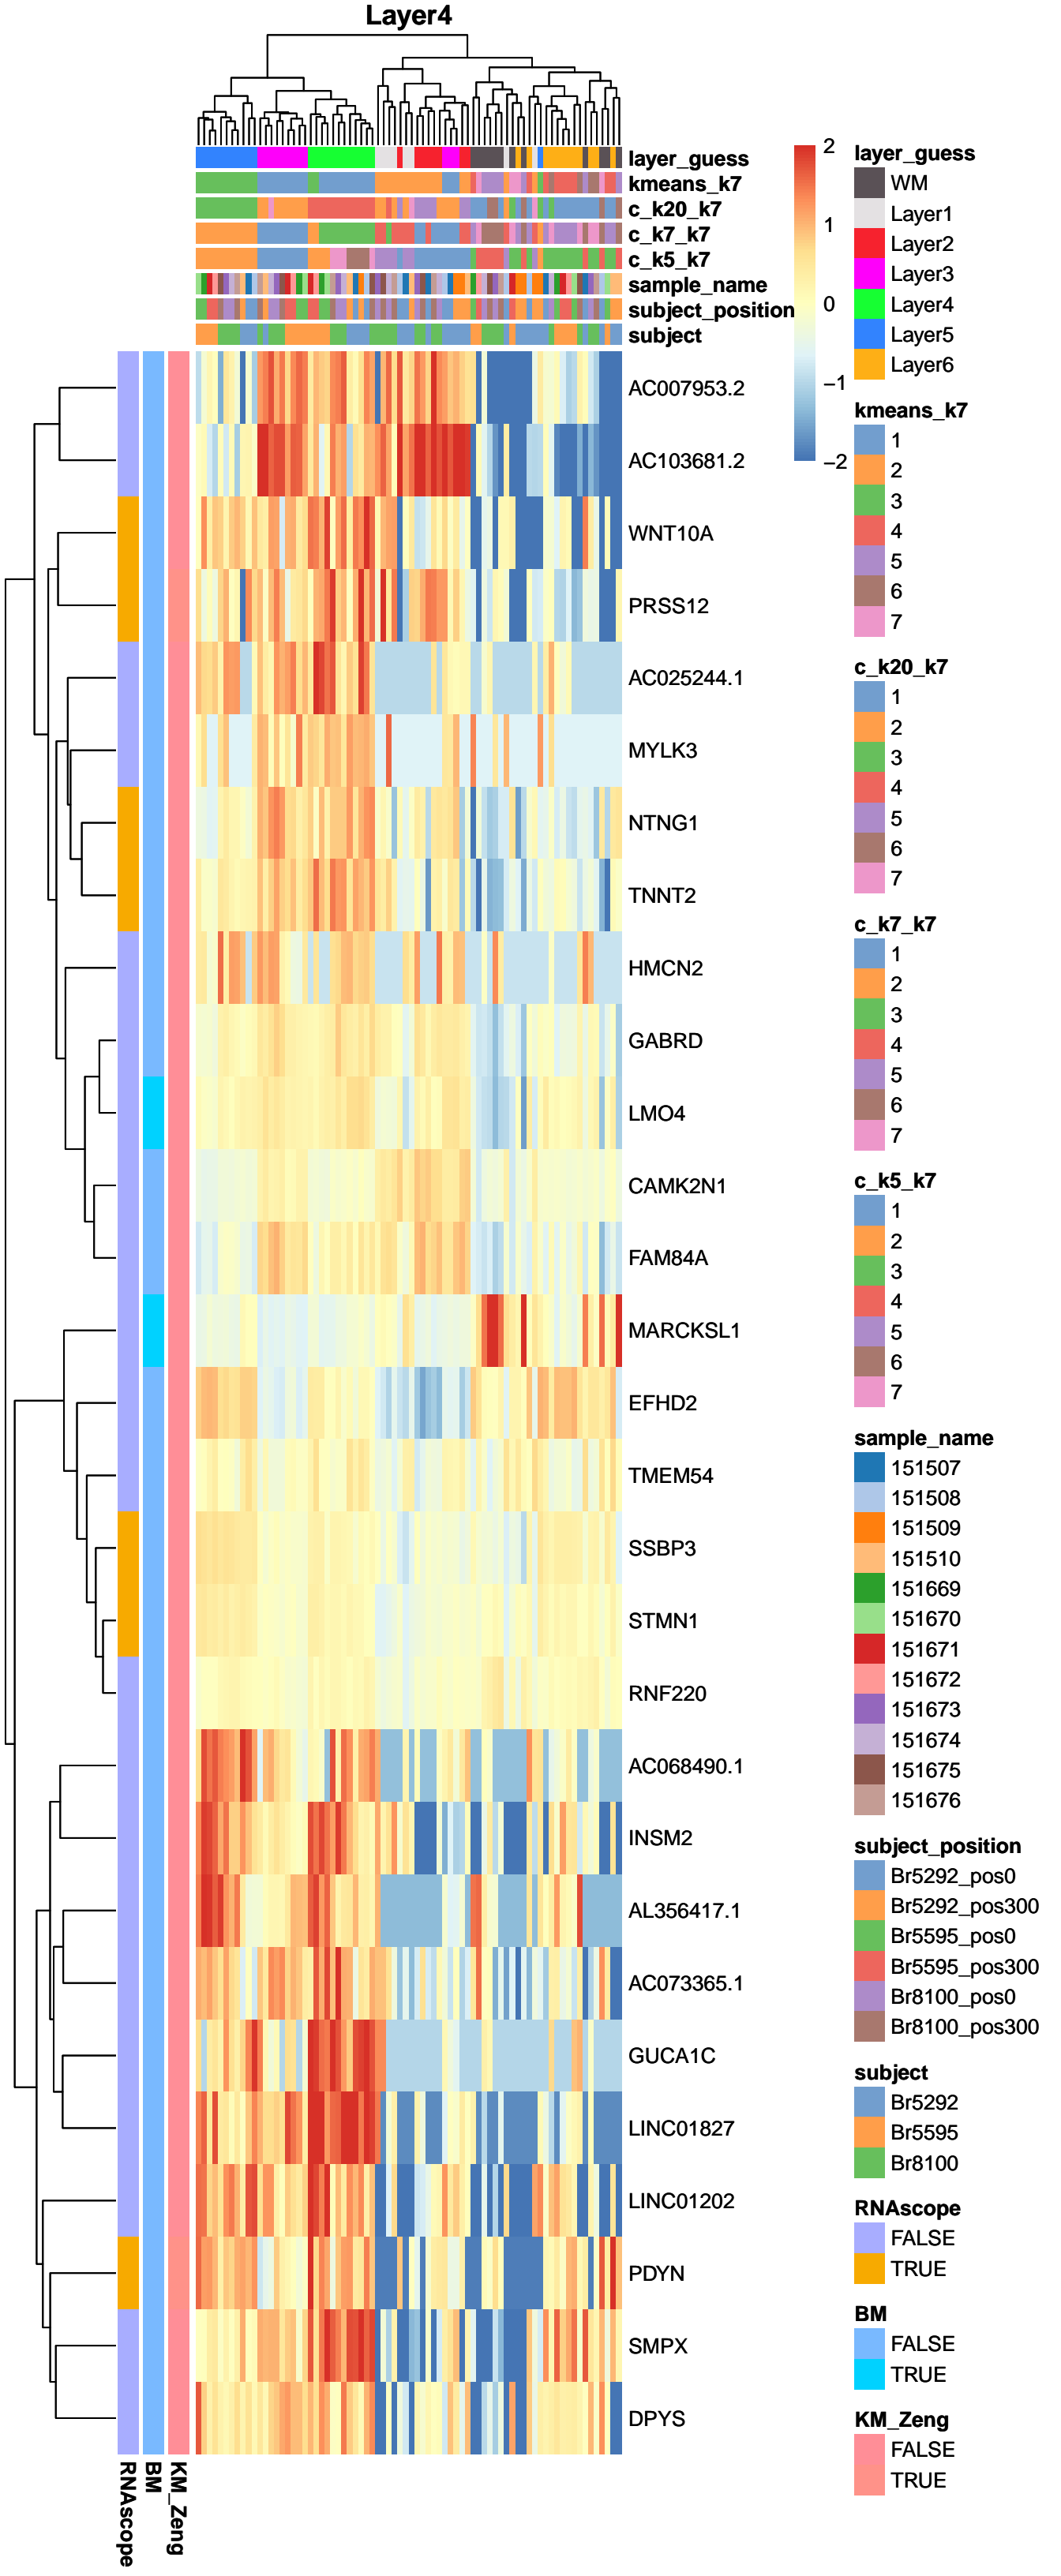 Layer4
layer_guess
kmeans_k7
c_k20_k7
c_k7_k7
c_k5_k7
sample_name
subject_position
subject
2
1
0
−1
−2
AC007953.2
AC103681.2
WNT10A
PRSS12
AC025244.1
MYLK3
NTNG1
TNNT2
HMCN2
GABRD
LMO4
CAMK2N1
FAM84A
MARCKSL1
EFHD2
TMEM54
SSBP3
STMN1
RNF220
AC068490.1
INSM2
AL356417.1
AC073365.1
GUCA1C
LINC01827
LINC01202
PDYN
SMPX
DPYS
RNAscope
BM
KM_Zeng
layer_guess
WM
Layer1
Layer2
Layer3
Layer4
Layer5
Layer6
kmeans_k7
1
2
3
4
5
6
7
c_k20_k7
1
2
3
4
5
6
7
c_k7_k7
1
2
3
4
5
6
7
c_k5_k7
1
2
3
4
5
6
7
sample_name
151507
151508
151509
151510
151669
151670
151671
151672
151673
151674
151675
151676
subject_position
Br5292_pos0
Br5292_pos300
Br5595_pos0
Br5595_pos300
Br8100_pos0
Br8100_pos300
subject
Br5292
Br5595
Br8100
RNAscope
FALSE
TRUE
BM
FALSE
TRUE
KM_Zeng
FALSE
TRUE